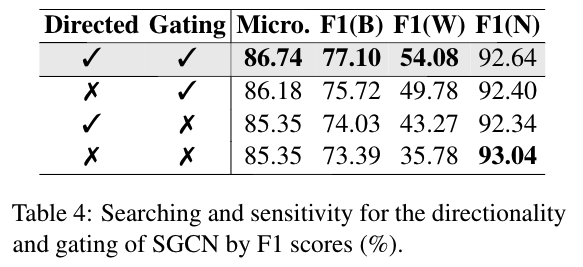 Directed Gating Micro. F1(B) F1(W) F1(N)
✓ ✓ 86.74 77.10 54.08 92.64
✗ ✓ 86.18 75.72 49.78 92.40
✓ ✗ 85.35 74.03 43.27 92.34
✗ ✗ 85.35 73.39 35.78 93.04
Table 4: Searching and sensitivity for the directionality
and gating of SGCN by F1 scores (%).